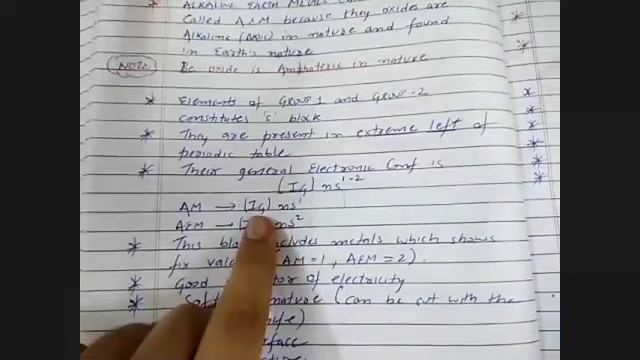 ALKALINE EARTH METALS
Called AEM because they oxides are
Alkaline (basic) in nature and found
in Earth's nature
NOTE Be oxide is Amphoteric in nature
* Elements of GROUP 1 and GROUP-2
constitutes 's' block
* They are present in extreme left of
periodic table
* Their general Electronic Conf is
[IG] ns¹⁻²
AM → [IG] ns¹
AEM → ns²
* This includes metals which shows
fix (AM = 1, AEM = 2).
* Good of electricity
* nature (can be cut with the